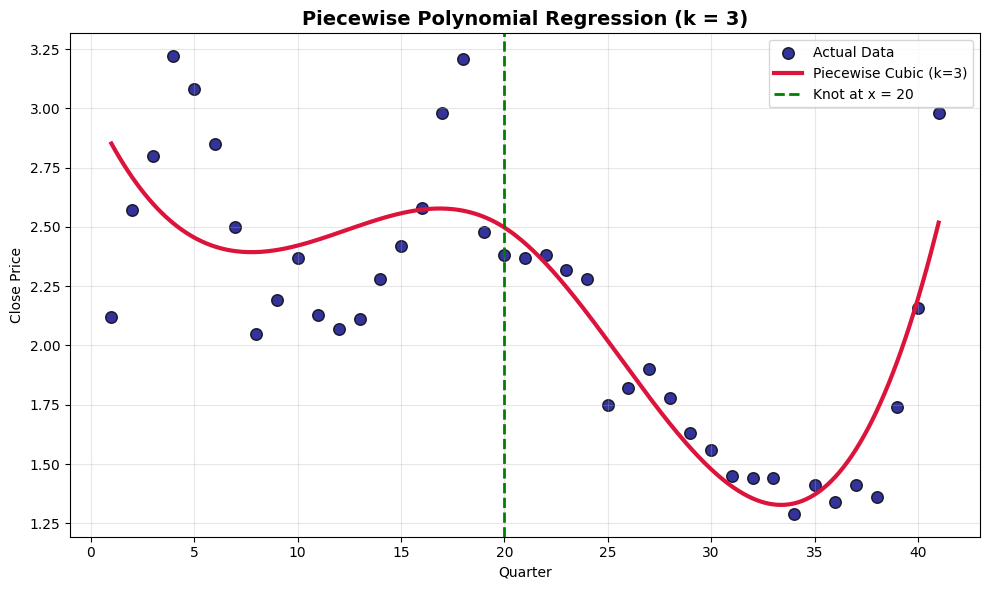 Piecewise Polynomial Regression (k = 3)
Actual Data
Piecewise Cubic (k=3)
Knot at x = 20
Close Price
3.25
3.00
2.75
2.50
2.25
2.00
1.75
1.50
1.25
0 5 10 15 20 25 30 35 40
Quarter